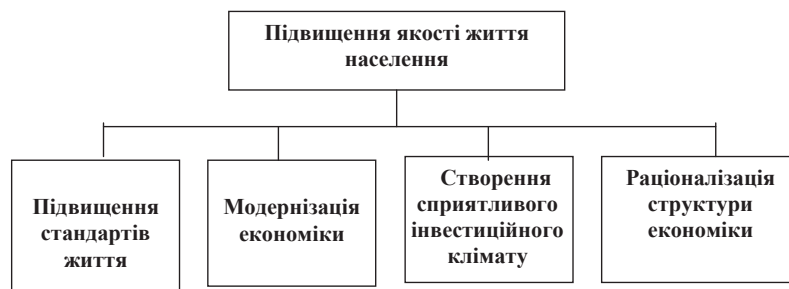 Підвищення якості життя
населення
Підвищення
стандартів
життя
Модернізація
економіки
Створення
сприятливого
інвестиційного
клімату
Раціоналізація
структури
економіки